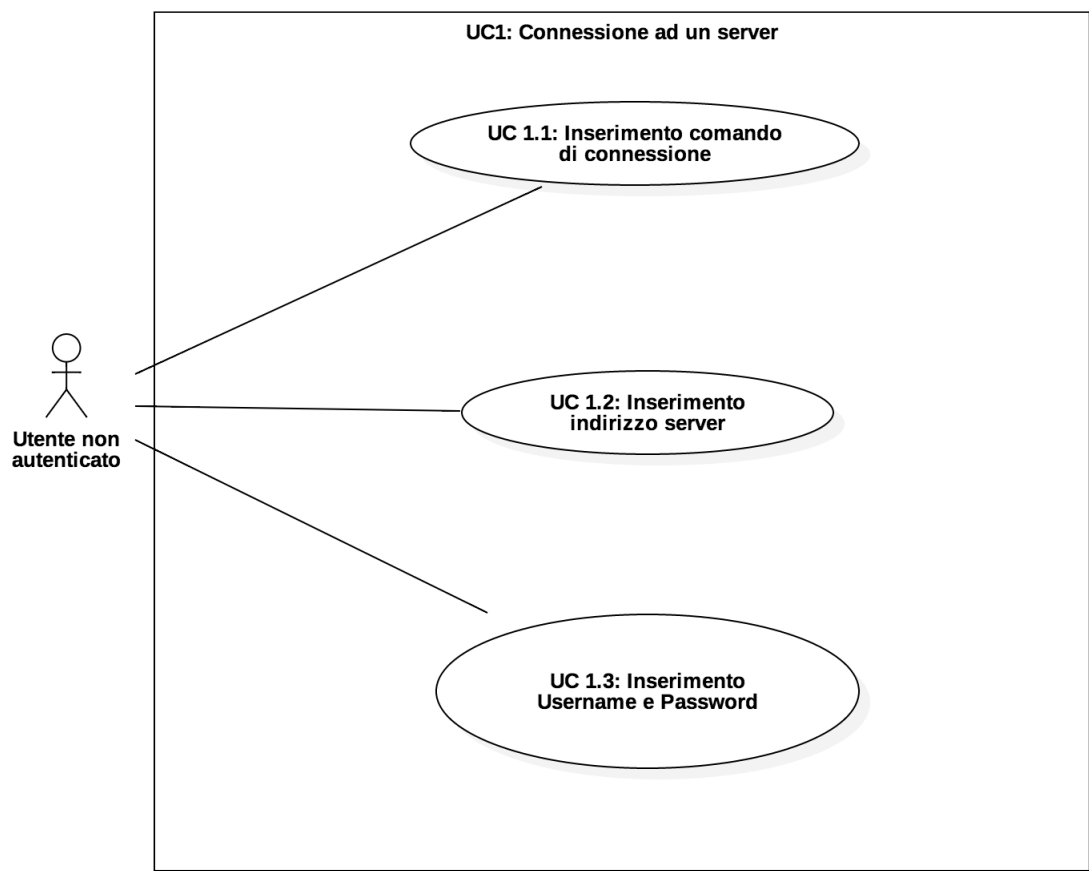 UC1: Connessione ad un server
UC 1.1: Inserimento comando
di connessione
UC 1.2: Inserimento
indirizzo server
Utente non
autenticato
UC 1.3: Inserimento
Username e Password